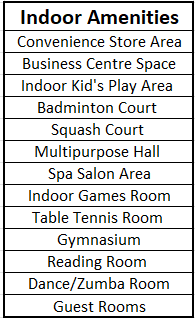 Indoor Amenities
Convenience Store Area
Business Centre Space
Indoor Kid's Play Area
Badminton Court
Squash Court
Multipurpose Hall
Spa Salon Area
Indoor Games Room
Table Tennis Room
Gymnasium
Reading Room
Dance/Zumba Room
Guest Rooms